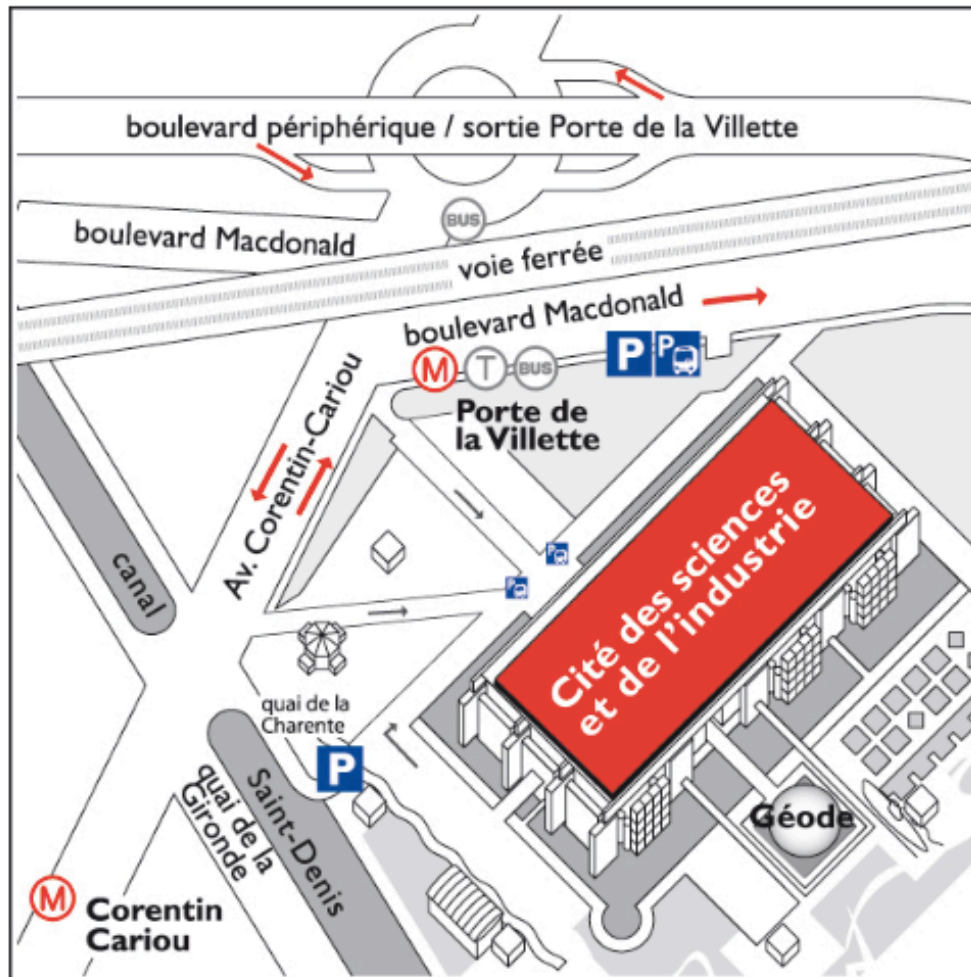 boulevard périphérique / sortie Porte de la Villette
BUS
boulevard Macdonald
voie ferrée
boulevard Macdonald
P
P
M
T
BUS
Porte de
la Villette
Av. Corentin-Cariou
canal
P
P
Cité des sciences
et de l'industrie
quai de la
Charente
P
quai de la
Gironde
Saint-Denis
Géode
M
Corentin
Cariou